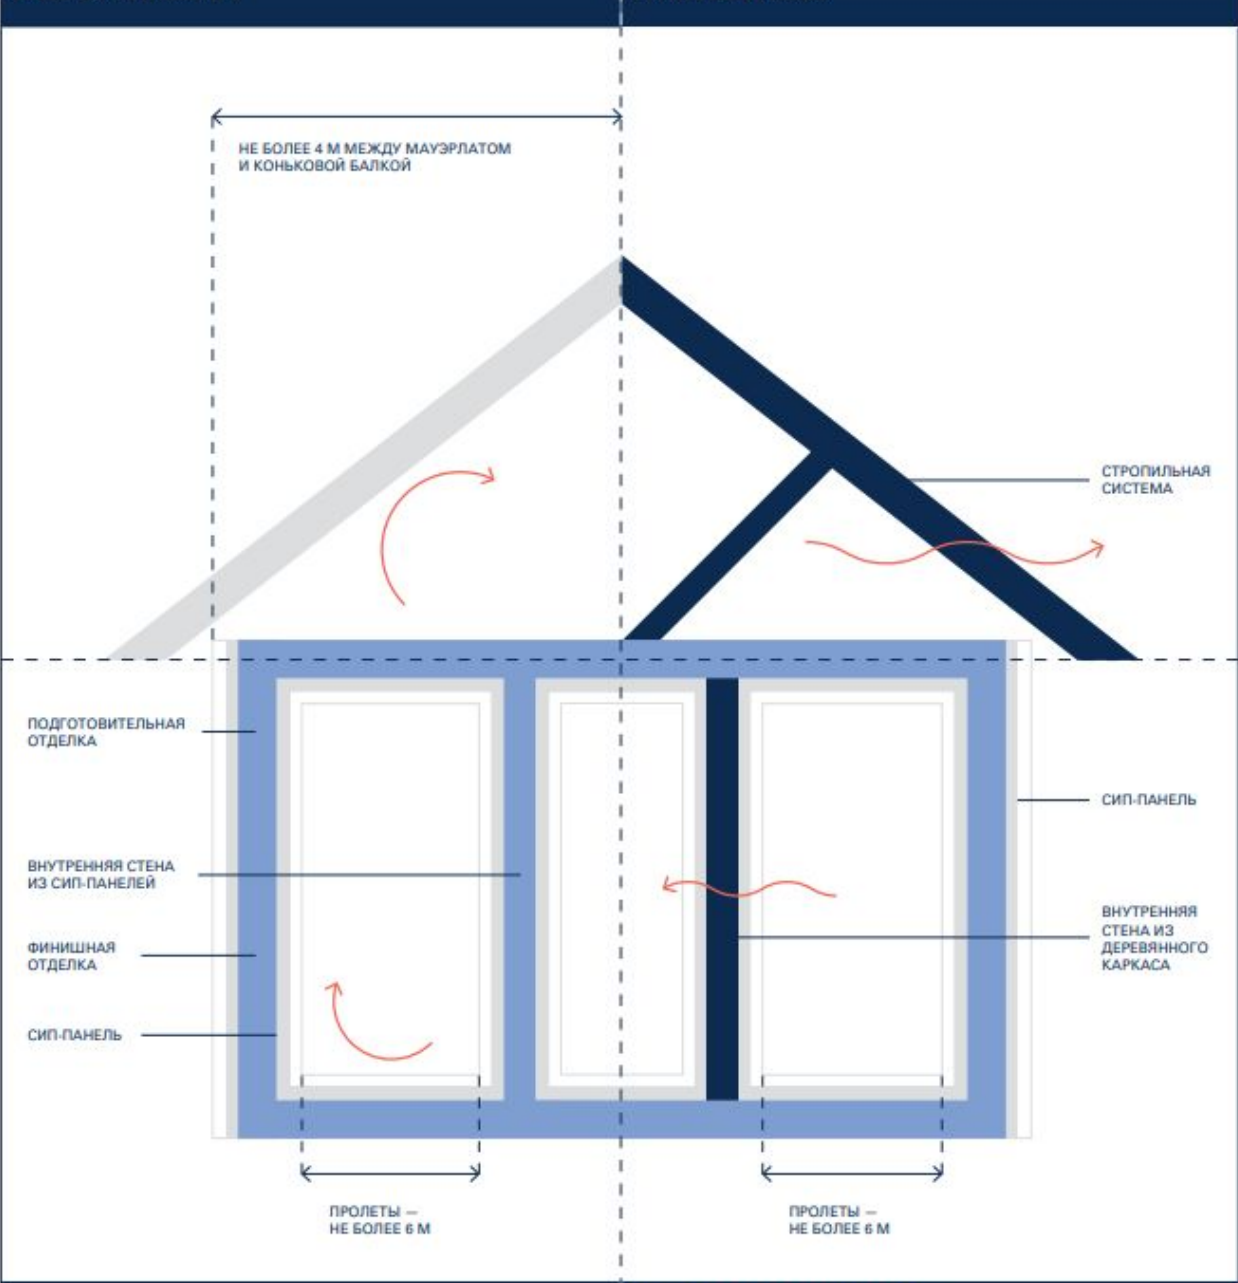 НЕ БОЛЕЕ 4 М МЕЖДУ МАУЭРЛАТОМ
И КОНЬКОВОЙ БАЛКОЙ
СТРОПИЛЬНАЯ
СИСТЕМА
ПОДГОТОВИТЕЛЬНАЯ
ОТДЕЛКА
СИП-ПАНЕЛЬ
ВНУТРЕННЯЯ СТЕНА
ИЗ СИП-ПАНЕЛЕЙ
ВНУТРЕННЯЯ
СТЕНА ИЗ
ДЕРЕВЯННОГО
КАРКАСА
ФИНИШНАЯ
ОТДЕЛКА
СИП-ПАНЕЛЬ
ПРОЛЕТЫ —
НЕ БОЛЕЕ 6 М
ПРОЛЕТЫ —
НЕ БОЛЕЕ 6 М